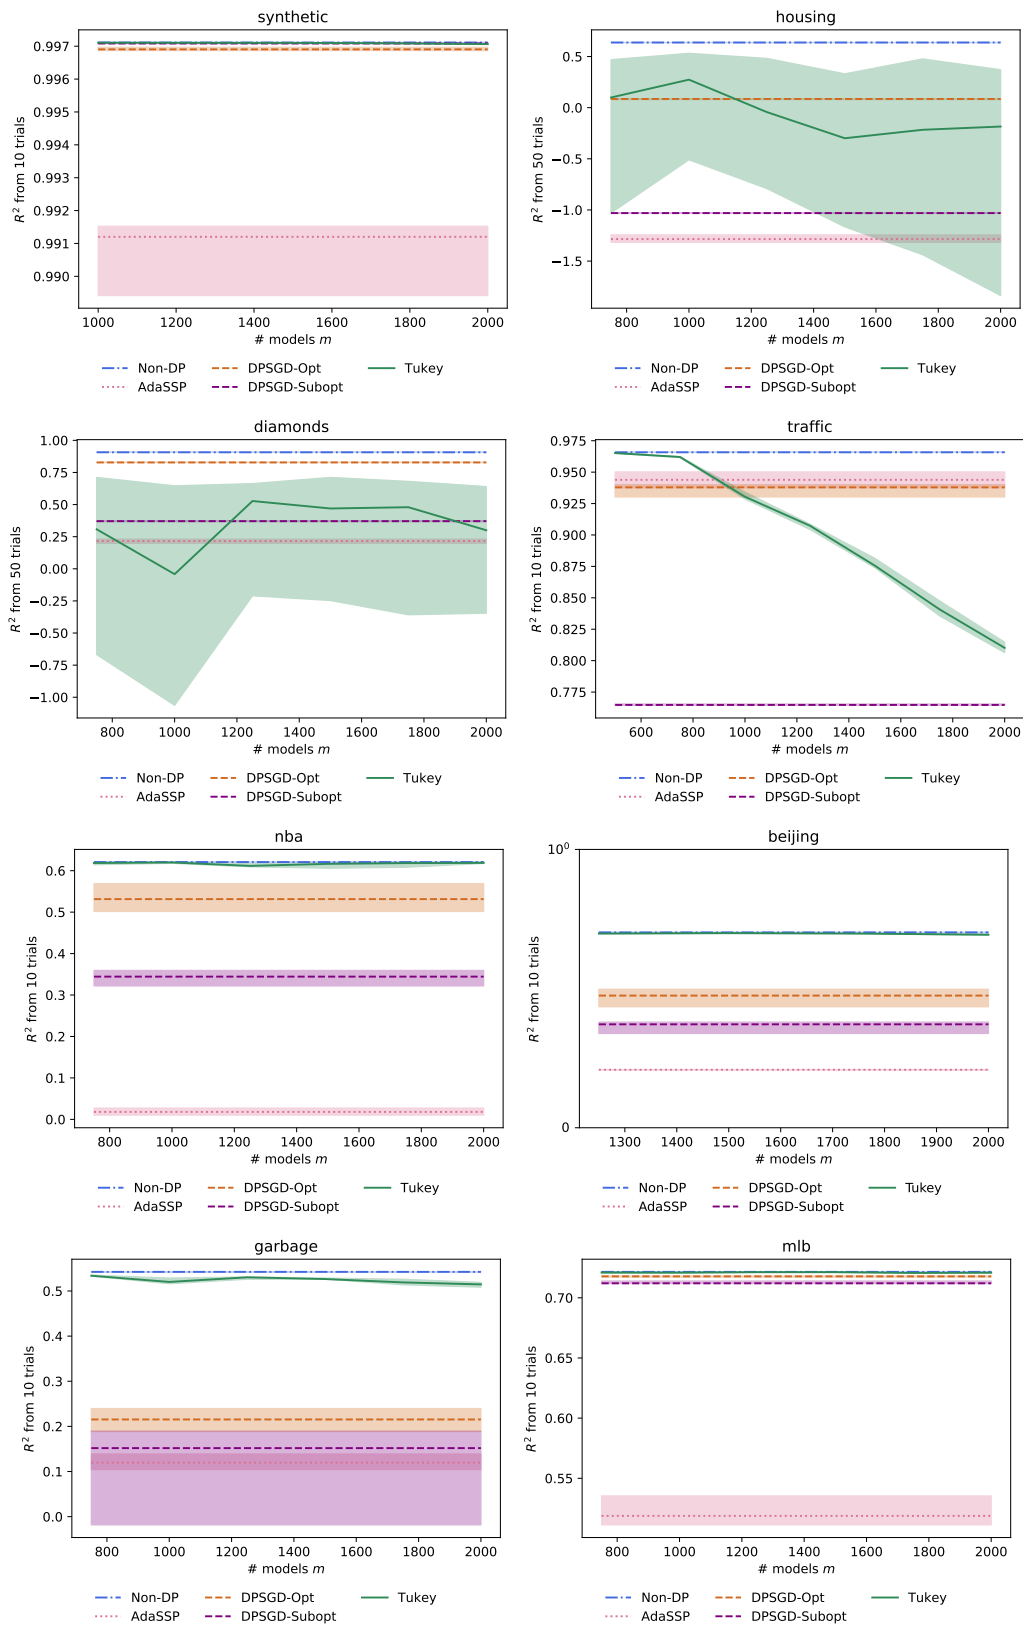 synthetic
R² from 10 trials
0.997
0.996
0.995
0.994
0.993
0.992
0.991
0.990
1000 1200 1400 1600 1800 2000
# models m
Non-DP DPSGD-Opt Tukey
AdaSSP DPSGD-Subopt
housing
R² from 50 trials
0.5
0.0
−0.5
−1.0
−1.5
800 1000 1200 1400 1600 1800 2000
# models m
Non-DP DPSGD-Opt Tukey
AdaSSP DPSGD-Subopt
diamonds
R² from 50 trials
1.00
0.75
0.50
0.25
0.00
−0.25
−0.50
−0.75
−1.00
800 1000 1200 1400 1600 1800 2000
# models m
Non-DP DPSGD-Opt Tukey
AdaSSP DPSGD-Subopt
traffic
R² from 10 trials
0.975
0.950
0.925
0.900
0.875
0.850
0.825
0.800
0.775
600 800 1000 1200 1400 1600 1800 2000
# models m
Non-DP DPSGD-Opt Tukey
AdaSSP DPSGD-Subopt
nba
R² from 10 trials
0.6
0.5
0.4
0.3
0.2
0.1
0.0
800 1000 1200 1400 1600 1800 2000
# models m
Non-DP DPSGD-Opt Tukey
AdaSSP DPSGD-Subopt
beijing
R² from 10 trials
10⁰
0
1300 1400 1500 1600 1700 1800 1900 2000
# models m
Non-DP DPSGD-Opt Tukey
AdaSSP DPSGD-Subopt
garbage
R² from 10 trials
0.5
0.4
0.3
0.2
0.1
0.0
800 1000 1200 1400 1600 1800 2000
# models m
Non-DP DPSGD-Opt Tukey
AdaSSP DPSGD-Subopt
mlb
R² from 10 trials
0.70
0.65
0.60
0.55
800 1000 1200 1400 1600 1800 2000
# models m
Non-DP DPSGD-Opt Tukey
AdaSSP DPSGD-Subopt